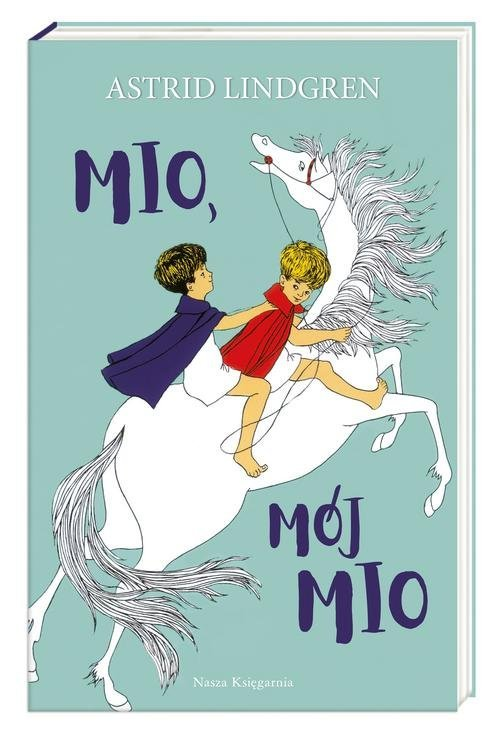 ASTRID LINDGREN
MIO,
MÓJ
MIO
Nasza Księgarnia